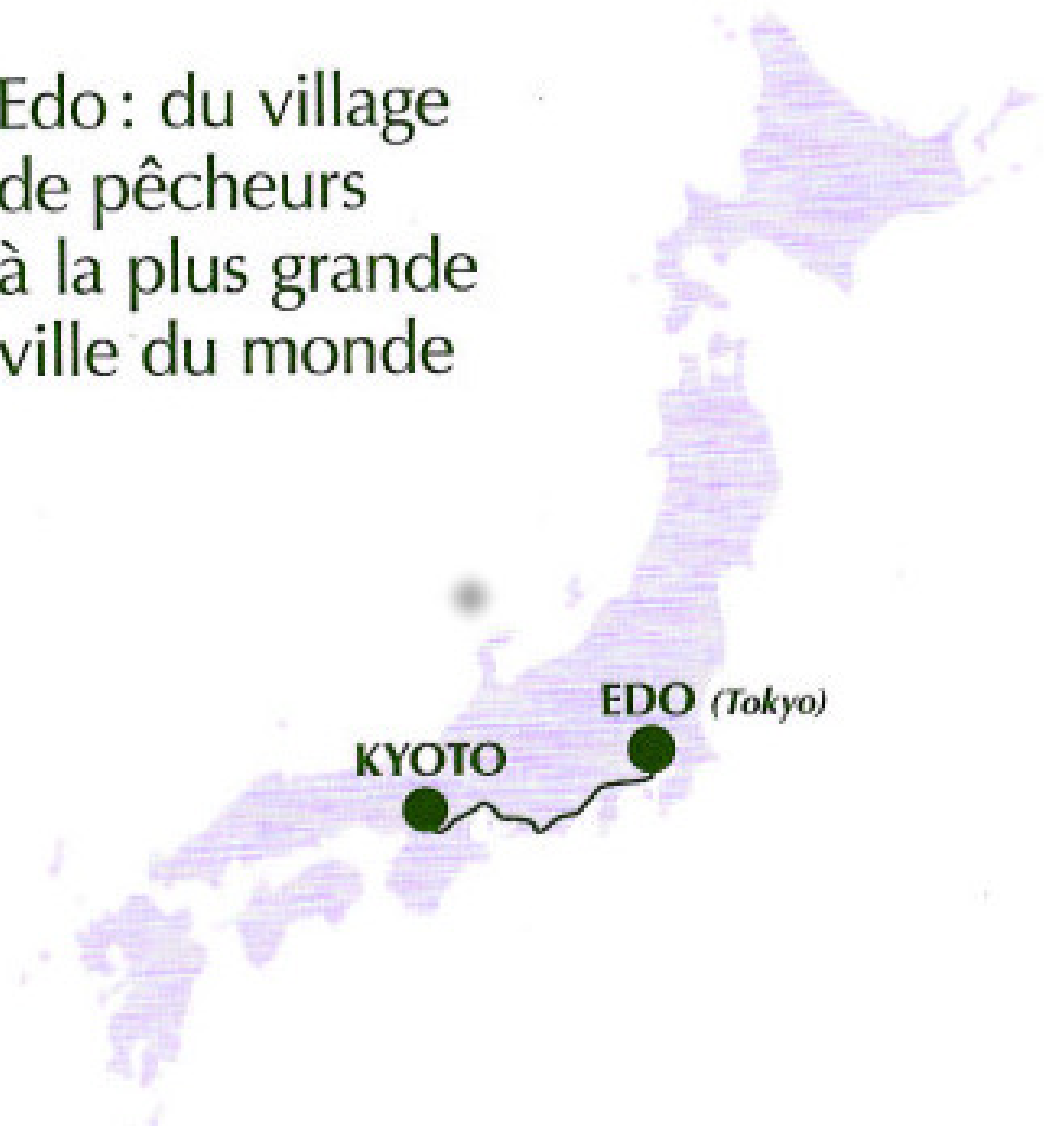 Edo : du village
de pêcheurs
à la plus grande
ville du monde
EDO (Tokyo)
KYOTO